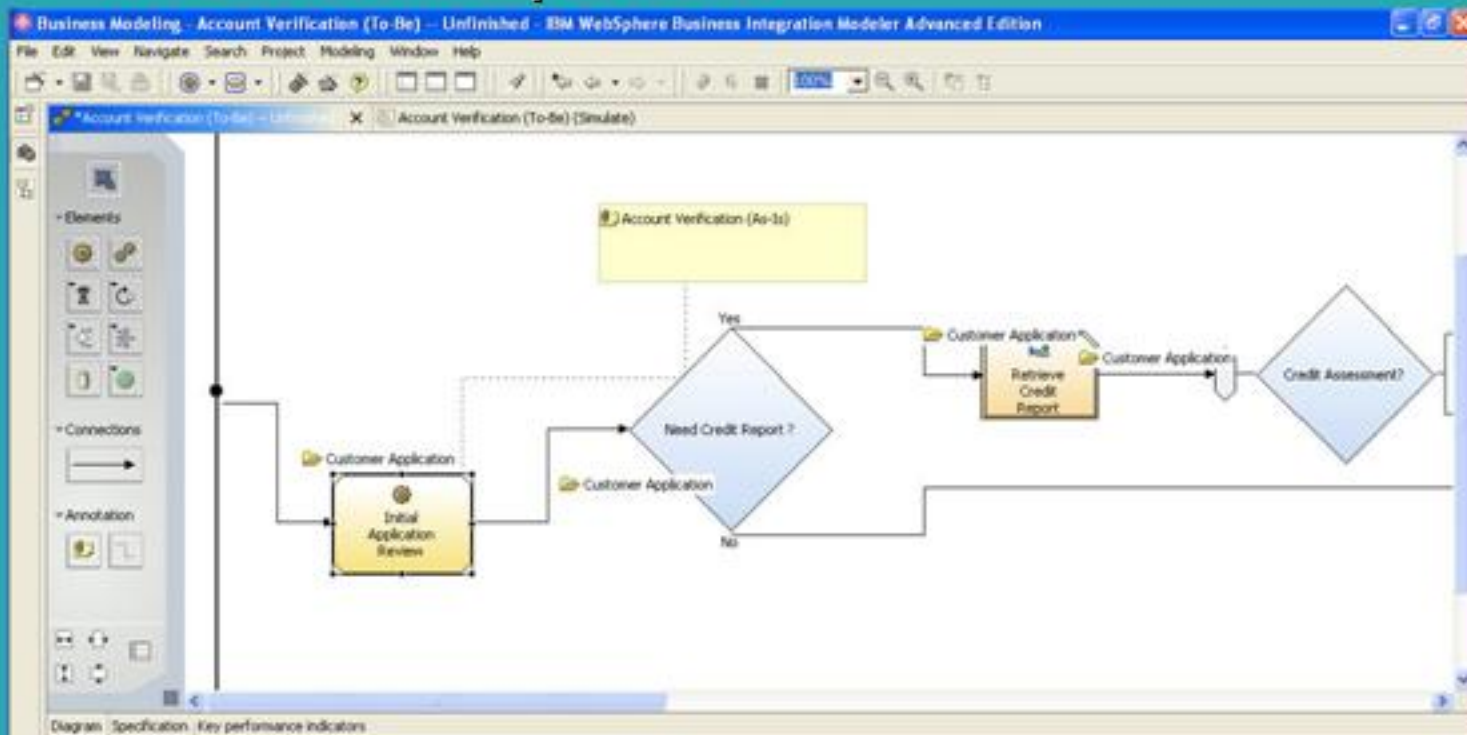 Business Modeling - Account Verification (To-Be) -- Unfinished - IBM WebSphere Business Integration Modeler Advanced Edition
File Edit View Navigate Search Project Modeling Window Help
100%
*Account Verification (To-Be) -- Unfinished
Account Verification (To-Be) (Simulate)
Elements
Connections
Annotation
Account Verification (As-Is)
Yes
Customer Application
Customer Application
Retrieve
Credit
Report
Credit Assessment?
Need Credit Report ?
Customer Application
Customer Application
Initial
Application
Review
No
Diagram Specification Key performance indicators